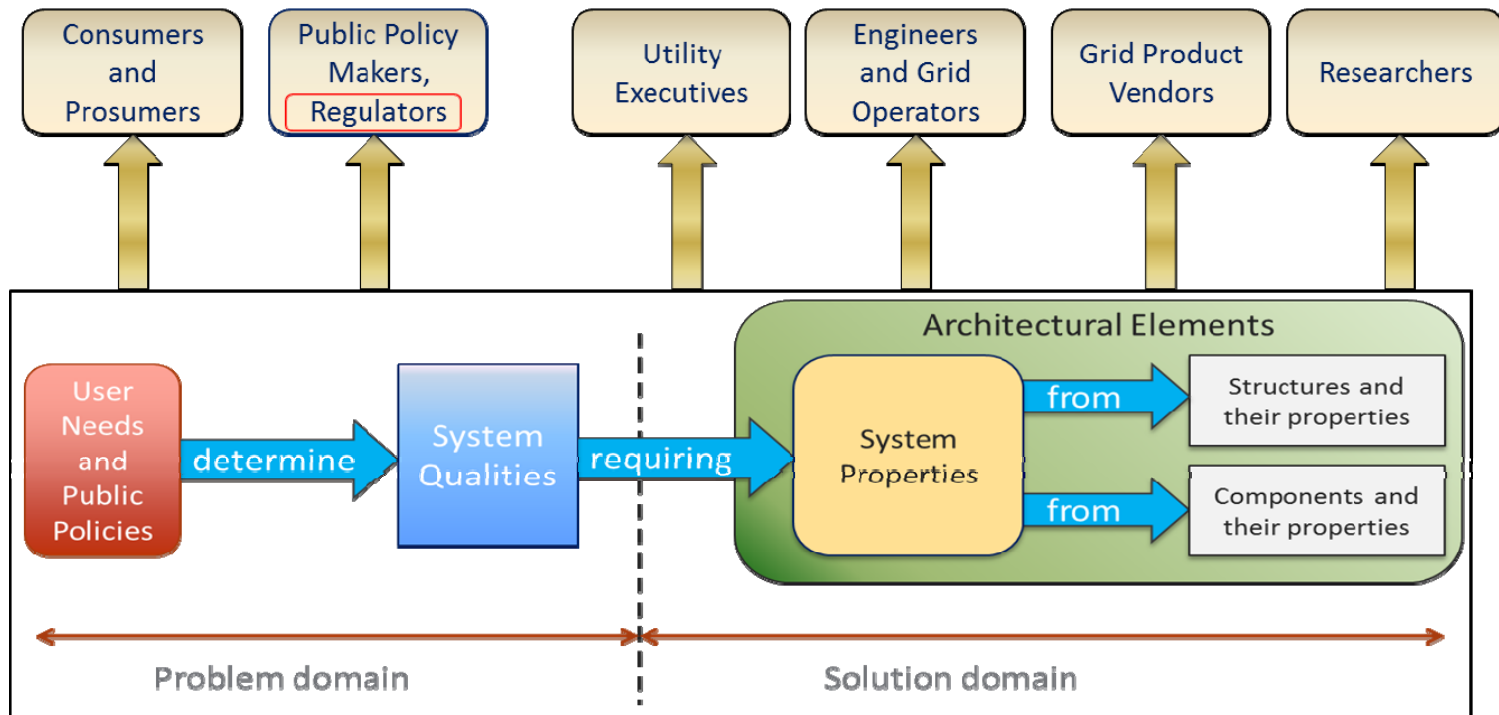 Consumers
and
Prosumers
Public Policy
Makers,
Regulators
Utility
Executives
Engineers
and Grid
Operators
Grid Product
Vendors
Researchers
Architectural Elements
User
Needs
and
Public
Policies
determine
System
Qualities
requiring
System
Properties
from
Structures and
their properties
from
Components and
their properties
Problem domain
Solution domain